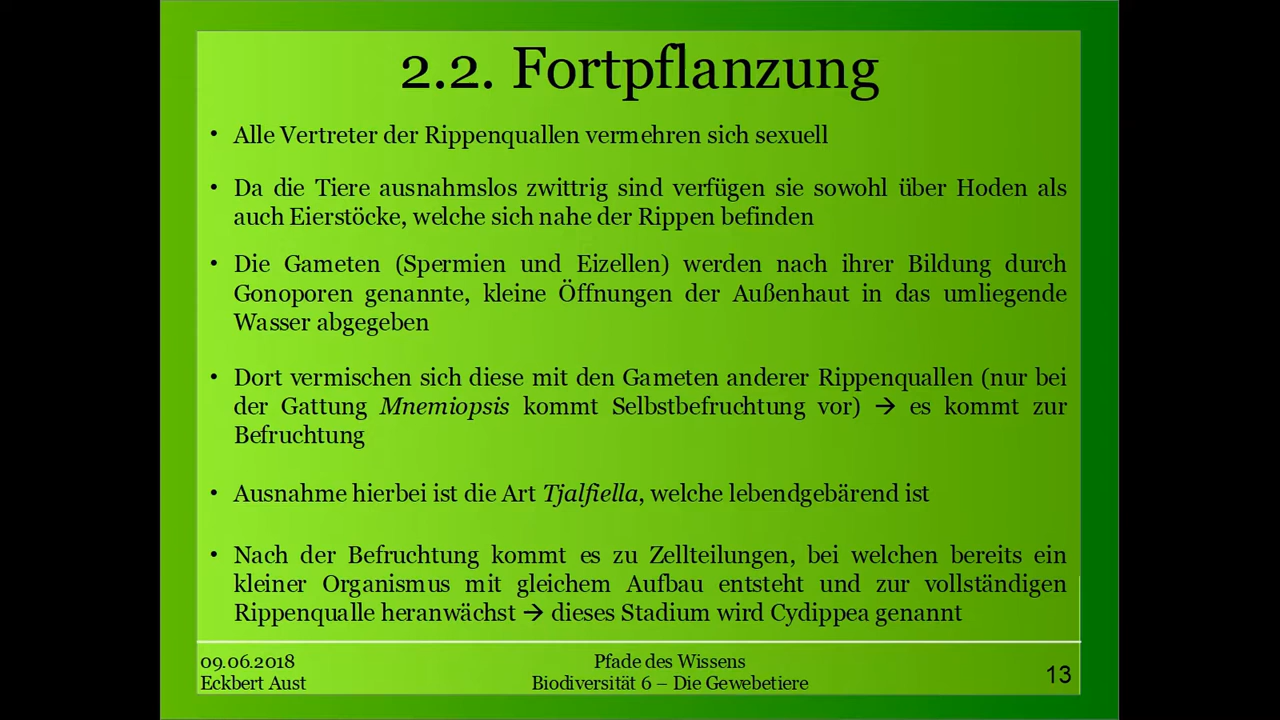 2.2. Fortpflanzung
• Alle Vertreter der Rippenquallen vermehren sich sexuell
• Da die Tiere ausnahmslos zwittrig sind verfügen sie sowohl über Hoden als
auch Eierstöcke, welche sich nahe der Rippen befinden
• Die Gameten (Spermien und Eizellen) werden nach ihrer Bildung durch
Gonoporen genannte, kleine Öffnungen der Außenhaut in das umliegende
Wasser abgegeben
• Dort vermischen sich diese mit den Gameten anderer Rippenquallen (nur bei
der Gattung Mnemiopsis kommt Selbstbefruchtung vor) → es kommt zur
Befruchtung
• Ausnahme hierbei ist die Art Tjalfiella, welche lebendgebärend ist
• Nach der Befruchtung kommt es zu Zellteilungen, bei welchen bereits ein
kleiner Organismus mit gleichem Aufbau entsteht und zur vollständigen
Rippenqualle heranwächst → dieses Stadium wird Cydippea genannt
09.06.2018
Eckbert Aust
Pfade des Wissens
Biodiversität 6 – Die Gewebetiere
13